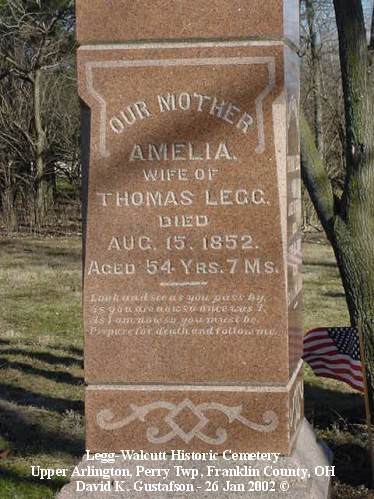 OUR MOTHER
AMELIA.
WIFE OF
THOMAS LEGG.
DIED
AUG. 15. 1852.
AGED 54 YRS. 7 MS.
Look and see as you pass by,
As you are now so once was I,
As I am now so you must be.
Prepare for death and follow me.
Legg-Walcutt Historic Cemetery
Upper Arlington, Perry Twp, Franklin County, OH
David K. Gustafson - 26 Jan 2002 ©